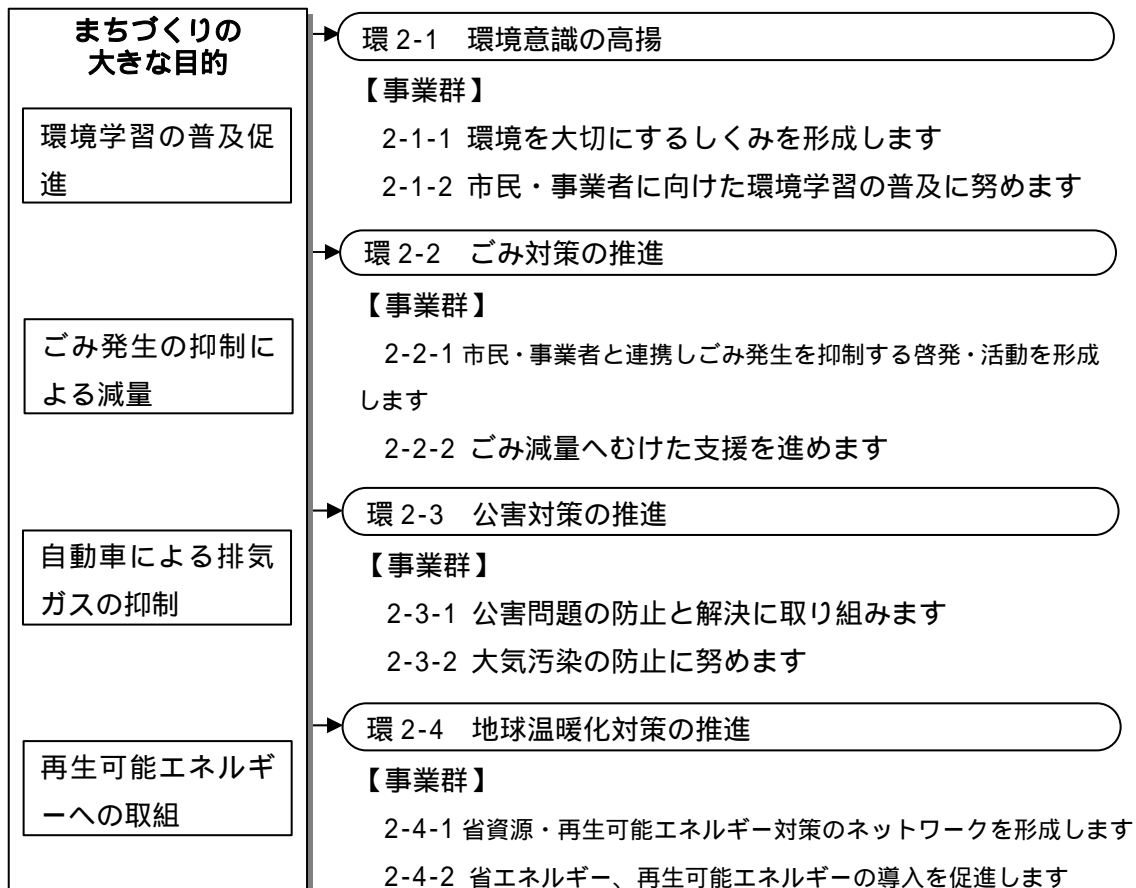 まちづくりの
大きな目的
環境学習の普及促
進
ごみ発生の抑制に
よる減量
自動車による排気
ガスの抑制
再生可能エネルギ
ーへの取組
環 2-1 環境意識の高揚
【事業群】
2-1-1 環境を大切にするしくみを形成します
2-1-2 市民・事業者に向けた環境学習の普及に努めます
環 2-2 ごみ対策の推進
【事業群】
2-2-1 市民・事業者と連携しごみ発生を抑制する啓発・活動を形成
します
2-2-2 ごみ減量へむけた支援を進めます
環 2-3 公害対策の推進
【事業群】
2-3-1 公害問題の防止と解決に取り組みます
2-3-2 大気汚染の防止に努めます
環 2-4 地球温暖化対策の推進
【事業群】
2-4-1 省資源・再生可能エネルギー対策のネットワークを形成します
2-4-2 省エネルギー、再生可能エネルギーの導入を促進します